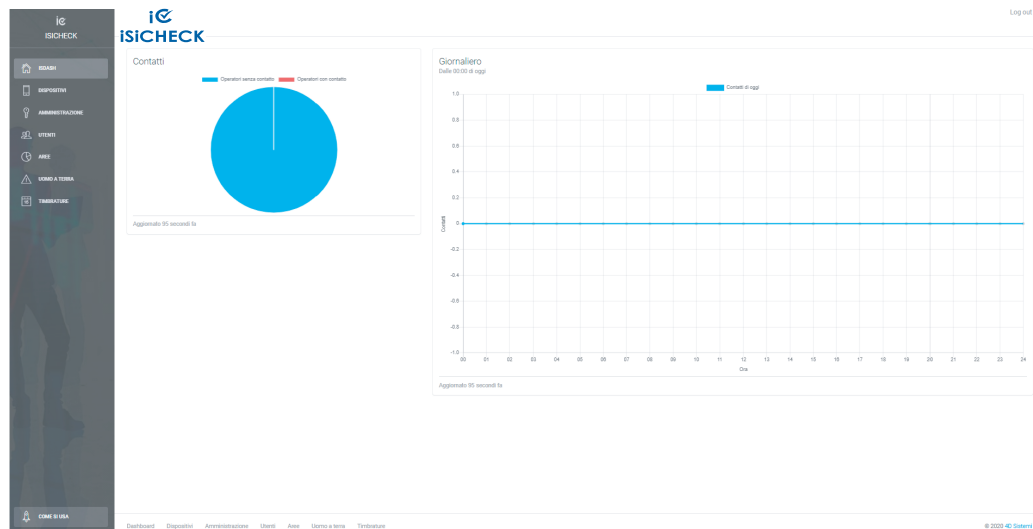 iC
ISICHECK
ISIDASH
DISPOSITIVI
AMMINISTRAZIONE
UTENTI
AREE
UOMO A TERRA
TIMBRATURE
COME SI USA
iC
iSiCHECK
Log out
Contatti
Operatori senza contatto
Operatori con contatto
Aggiornato 95 secondi fa
Giornaliero
Dalle 00:00 di oggi
Contatti di oggi
1.0
0.8
0.6
0.4
0.2
0
-0.2
-0.4
-0.6
-0.8
-1.0
Contatti
00 01 02 03 04 05 06 07 08 09 10 11 12 13 14 15 16 17 18 19 20 21 22 23 24
Ora
Aggiornato 95 secondi fa
Dashboard Dispositivi Amministrazione Utenti Aree Uomo a terra Timbrature
© 2020 4D Sistemi